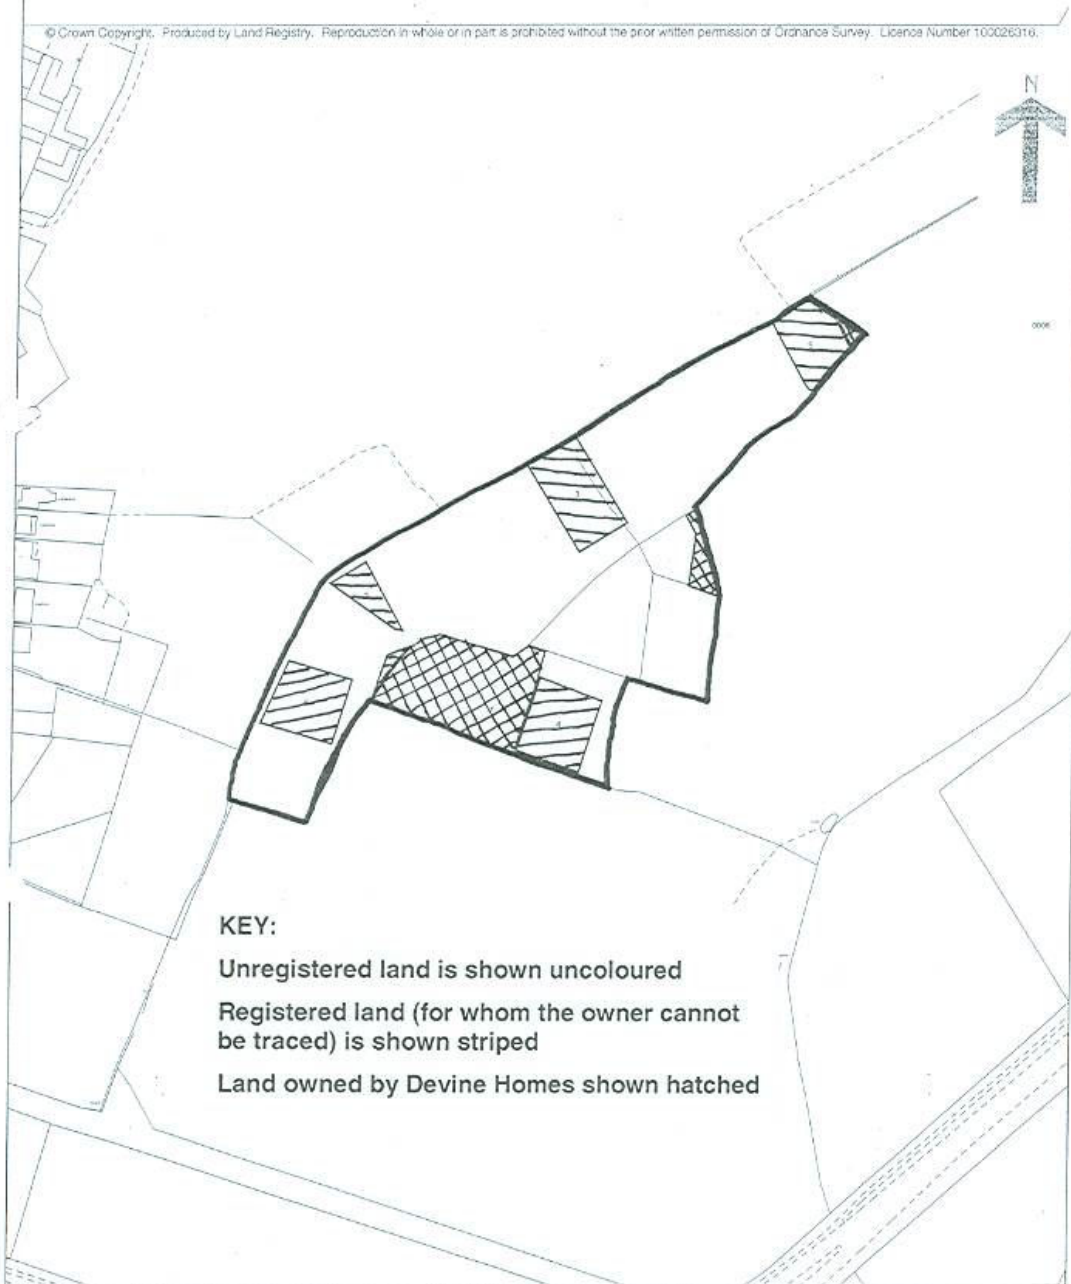 © Crown Copyright. Produced by Land Registry. Reproduction in whole or in part is prohibited without the prior written permission of Ordnance Survey. Licence Number 100026316.
N
KEY:
Unregistered land is shown uncoloured
Registered land (for whom the owner cannot
be traced) is shown striped
Land owned by Devine Homes shown hatched